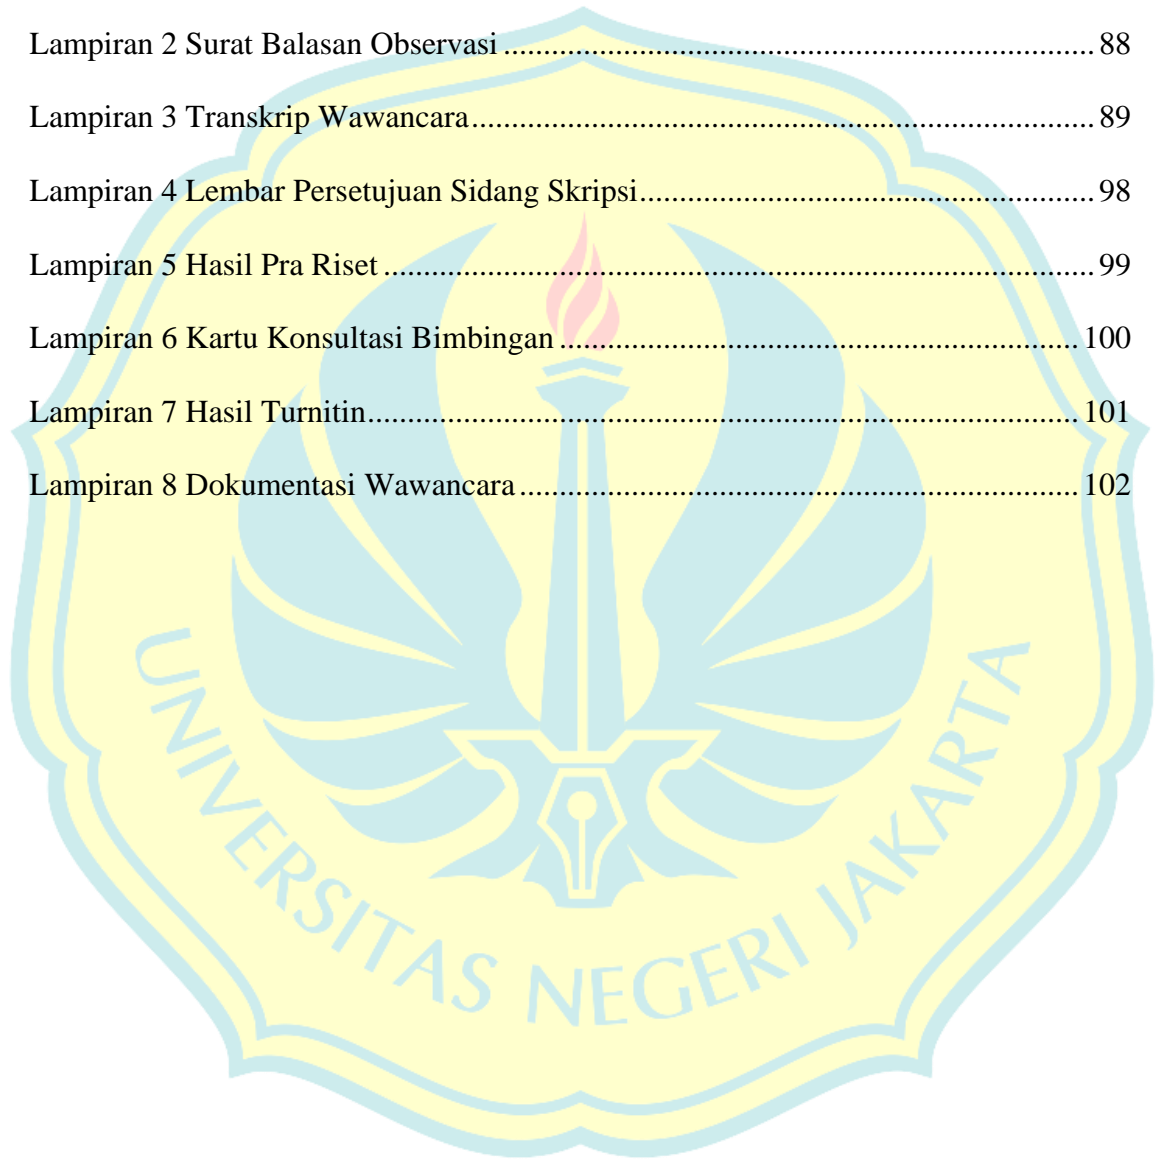 Lampiran 2 Surat Balasan Observasi ........................................................................ 88
Lampiran 3 Transkrip Wawancara............................................................................ 89
Lampiran 4 Lembar Persetujuan Sidang Skripsi....................................................... 98
Lampiran 5 Hasil Pra Riset ....................................................................................... 99
Lampiran 6 Kartu Konsultasi Bimbingan ............................................................... 100
Lampiran 7 Hasil Turnitin....................................................................................... 101
Lampiran 8 Dokumentasi Wawancara .................................................................... 102
UNIVERSITAS NEGERI JAKARTA